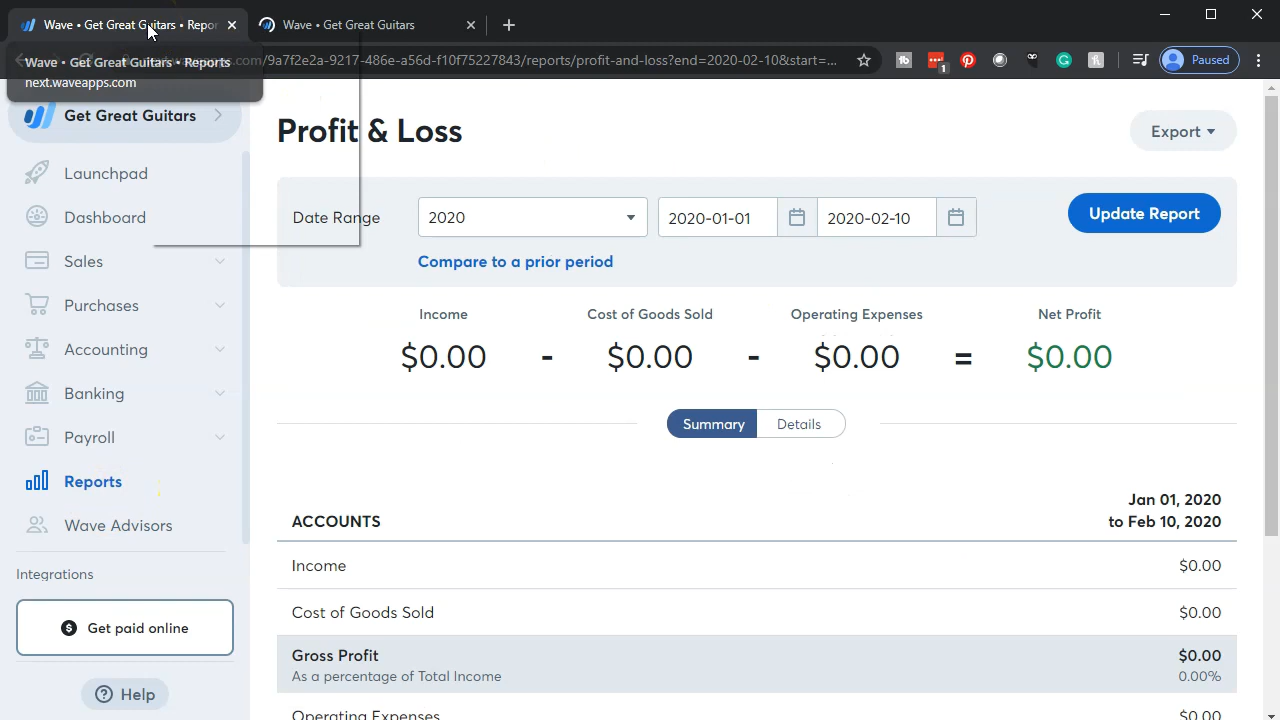 Wave • Get Great Guitars • Repor
Wave • Get Great Guitars
/9a7f2e2a-9217-486e-a56d-f10f75227843/reports/profit-and-loss?end=2020-02-10&start=...
1
Paused
Wave • Get Great Guitars • Reports
next.waveapps.com
Get Great Guitars
Launchpad
Dashboard
Sales
Purchases
Accounting
Banking
Payroll
Reports
Wave Advisors
Integrations
Get paid online
Help
Profit & Loss
Export
Date Range
2020
2020-01-01
2020-02-10
Update Report
Compare to a prior period
Income
Cost of Goods Sold
Operating Expenses
Net Profit
$0.00 - $0.00 - $0.00 = $0.00
Summary
Details
ACCOUNTS
Jan 01, 2020
to Feb 10, 2020
Income $0.00
Cost of Goods Sold $0.00
Gross Profit $0.00
As a percentage of Total Income 0.00%
Operating Expenses $0.00